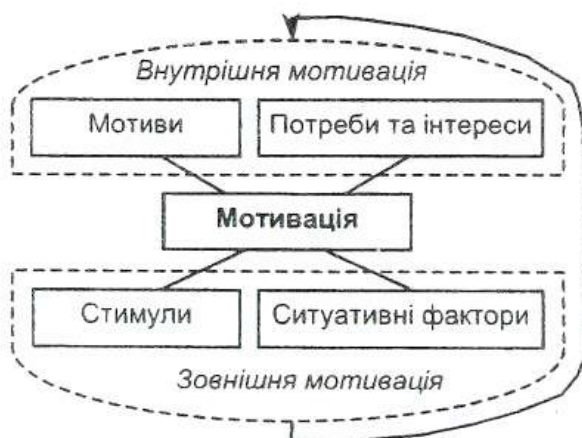 Внутрішня мотивація
Мотиви
Потреби та інтереси
Мотивація
Стимули
Ситуативні фактори
Зовнішня мотивація